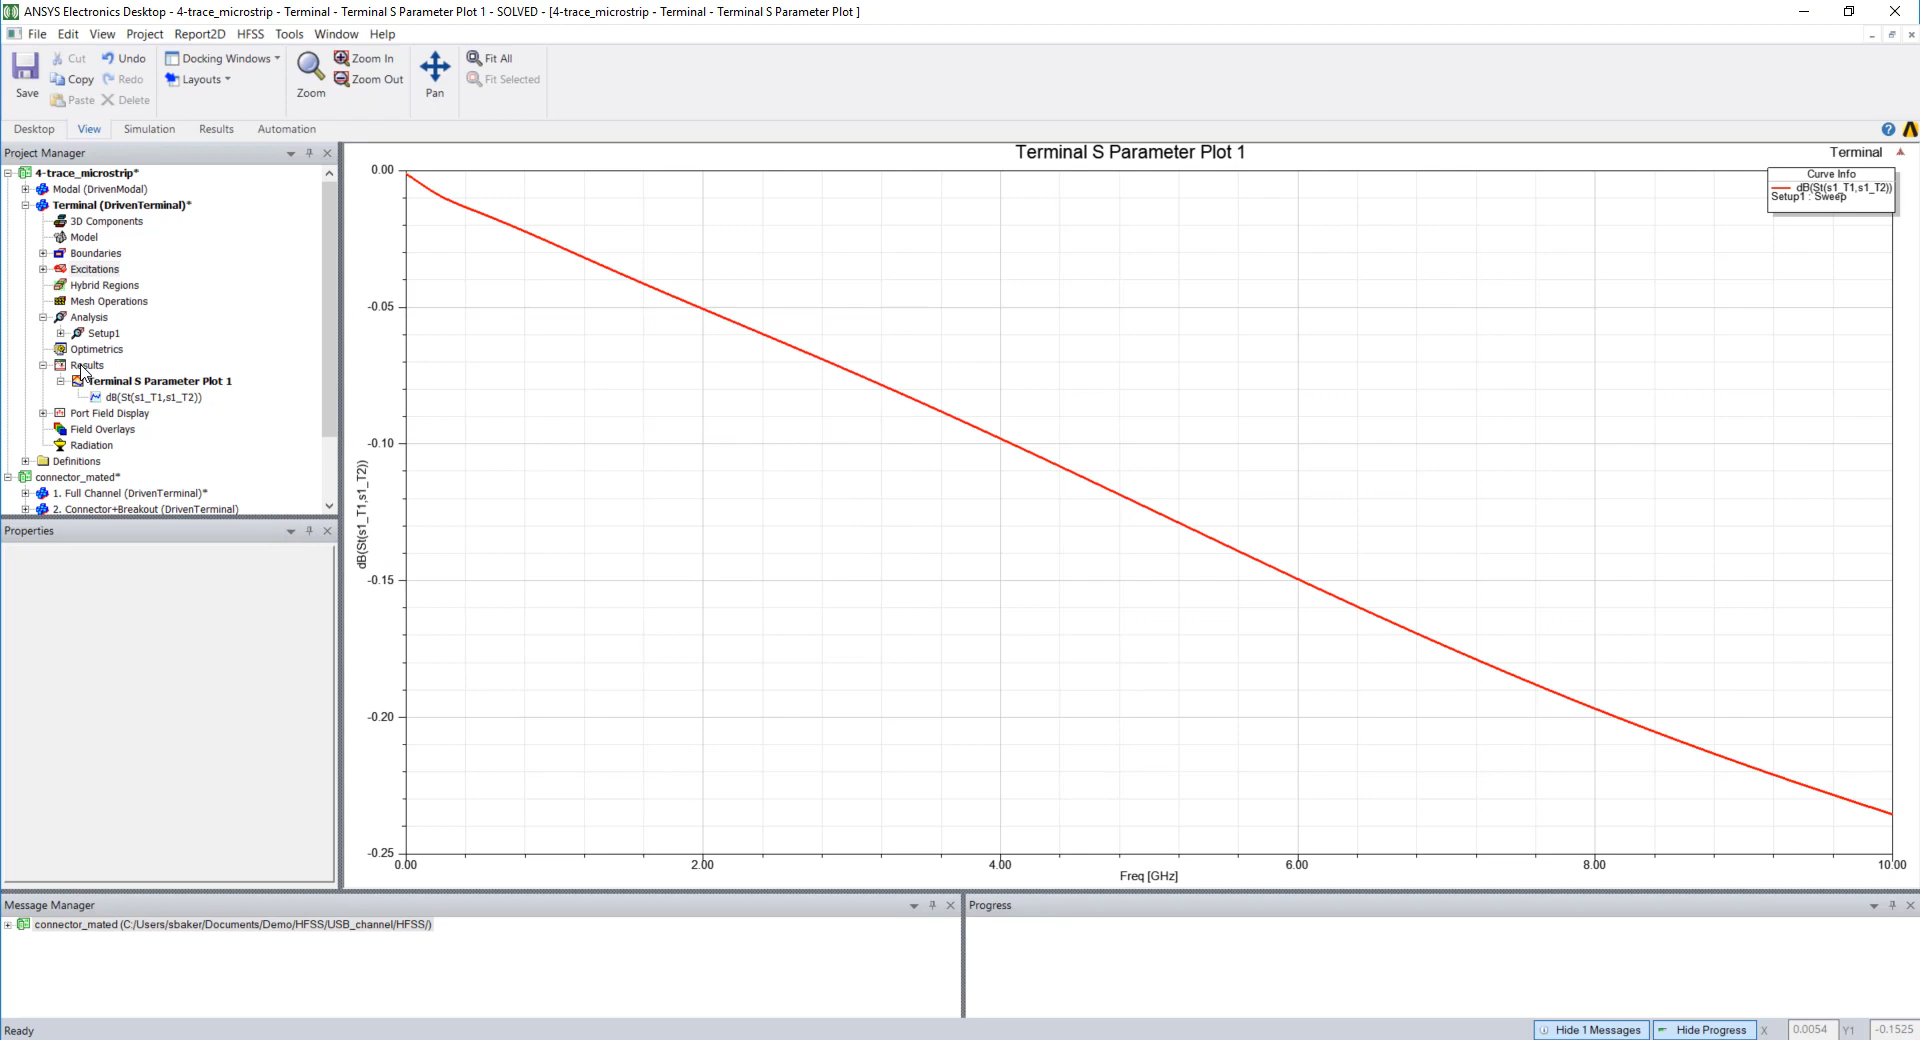 ANSYS Electronics Desktop - 4-trace_microstrip - Terminal - Terminal S Parameter Plot 1 - SOLVED - [4-trace_microstrip - Terminal - Terminal S Parameter Plot ]
File Edit View Project Report2D HFSS Tools Window Help
Save
Cut
Copy
Paste
Undo
Redo
Delete
Docking Windows
Layouts
Zoom
Zoom In
Zoom Out
Pan
Fit All
Fit Selected
Desktop View Simulation Results Automation
Project Manager
4-trace_microstrip*
Modal (DrivenModal)
Terminal (DrivenTerminal)*
3D Components
Model
Boundaries
Excitations
Hybrid Regions
Mesh Operations
Analysis
Setup1
Optimetrics
Results
Terminal S Parameter Plot 1
dB(St(s1_T1,s1_T2))
Port Field Display
Field Overlays
Radiation
Definitions
connector_mated*
1. Full Channel (DrivenTerminal)*
2. Connector+Breakout (DrivenTerminal)
Properties
Terminal S Parameter Plot 1
Terminal
Curve Info
dB(St(s1_T1,s1_T2))
Setup1 : Sweep
0.00
-0.05
-0.10
-0.15
-0.20
-0.25
dB(St(s1_T1,s1_T2))
0.00 2.00 4.00 6.00 8.00 10.00
Freq [GHz]
Message Manager
connector_mated (C:/Users/sbaker/Documents/Demo/HFSS/USB_channel/HFSS/)
Progress
Ready
Hide 1 Messages
Hide Progress
X 0.0054 Y1 -0.1525